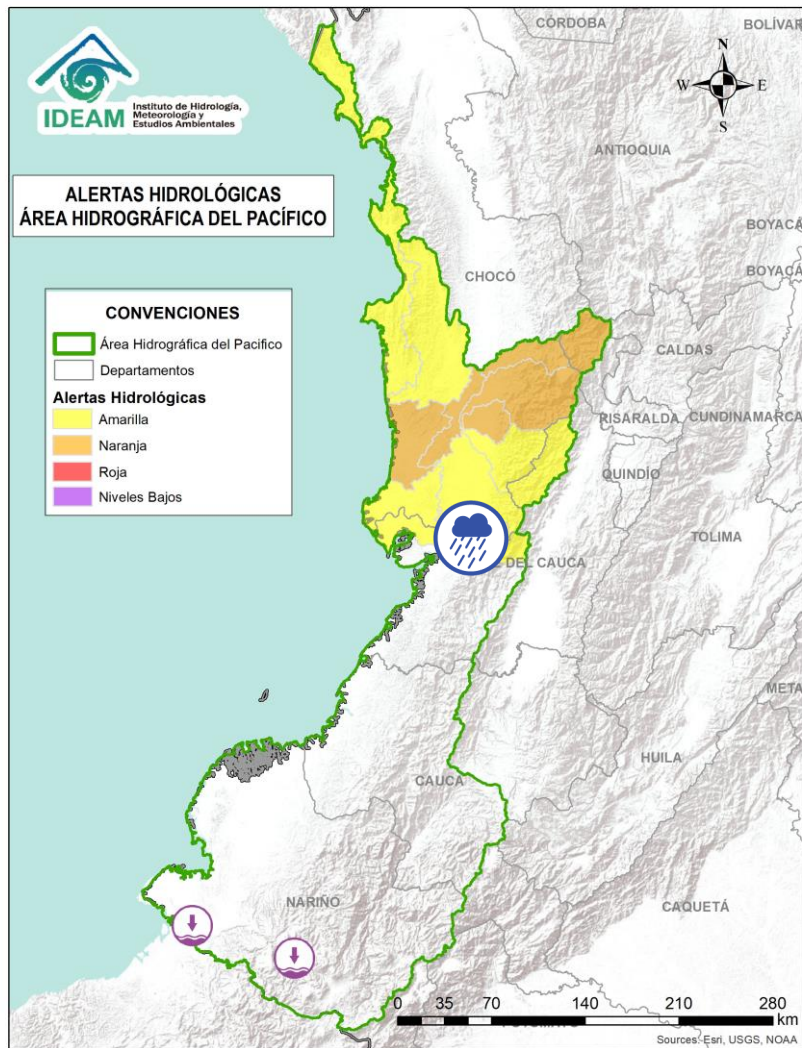 IDEAM
Instituto de Hidrología,
Meteorología y
Estudios Ambientales
ALERTAS HIDROLÓGICAS
ÁREA HIDROGRÁFICA DEL PACÍFICO
CONVENCIONES
Área Hidrográfica del Pacifico
Departamentos
Alertas Hidrológicas
Amarilla
Naranja
Roja
Niveles Bajos
N
W E
S
CÓRDOBA
BOLÍVAR
ANTIOQUIA
BOYACÁ
CHOCÓ
BOYACÁ
CALDAS
RISARALDA
CUNDINAMARCA
QUINDÍO
TOLIMA
DEL CAUCA
META
HUILA
CAUCA
NARIÑO
CAQUETÁ
0 35 70 140 210 280
km
Sources: Esri, USGS, NOAA